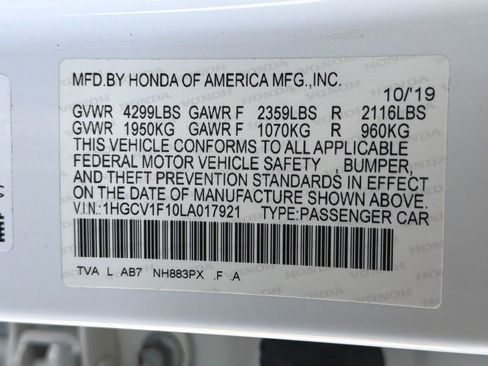 MFD.BY HONDA OF AMERICA MFG.,INC.
10/'19
GVWR 4299LBS GAWR F 2359LBS R 2116LBS
GVWR 1950KG GAWR F 1070KG R 960KG
THIS VEHICLE CONFORMS TO ALL APPLICABLE
FEDERAL MOTOR VEHICLE SAFETY , BUMPER,
AND THEFT PREVENTION STANDARDS IN EFFECT
ON THE DATE OF MANUFACTURE SHOWN ABOVE.
V.I.N.:1HGCV1F10LA017921 TYPE:PASSENGER CAR
TVA L AB7 NH883PX .F .A